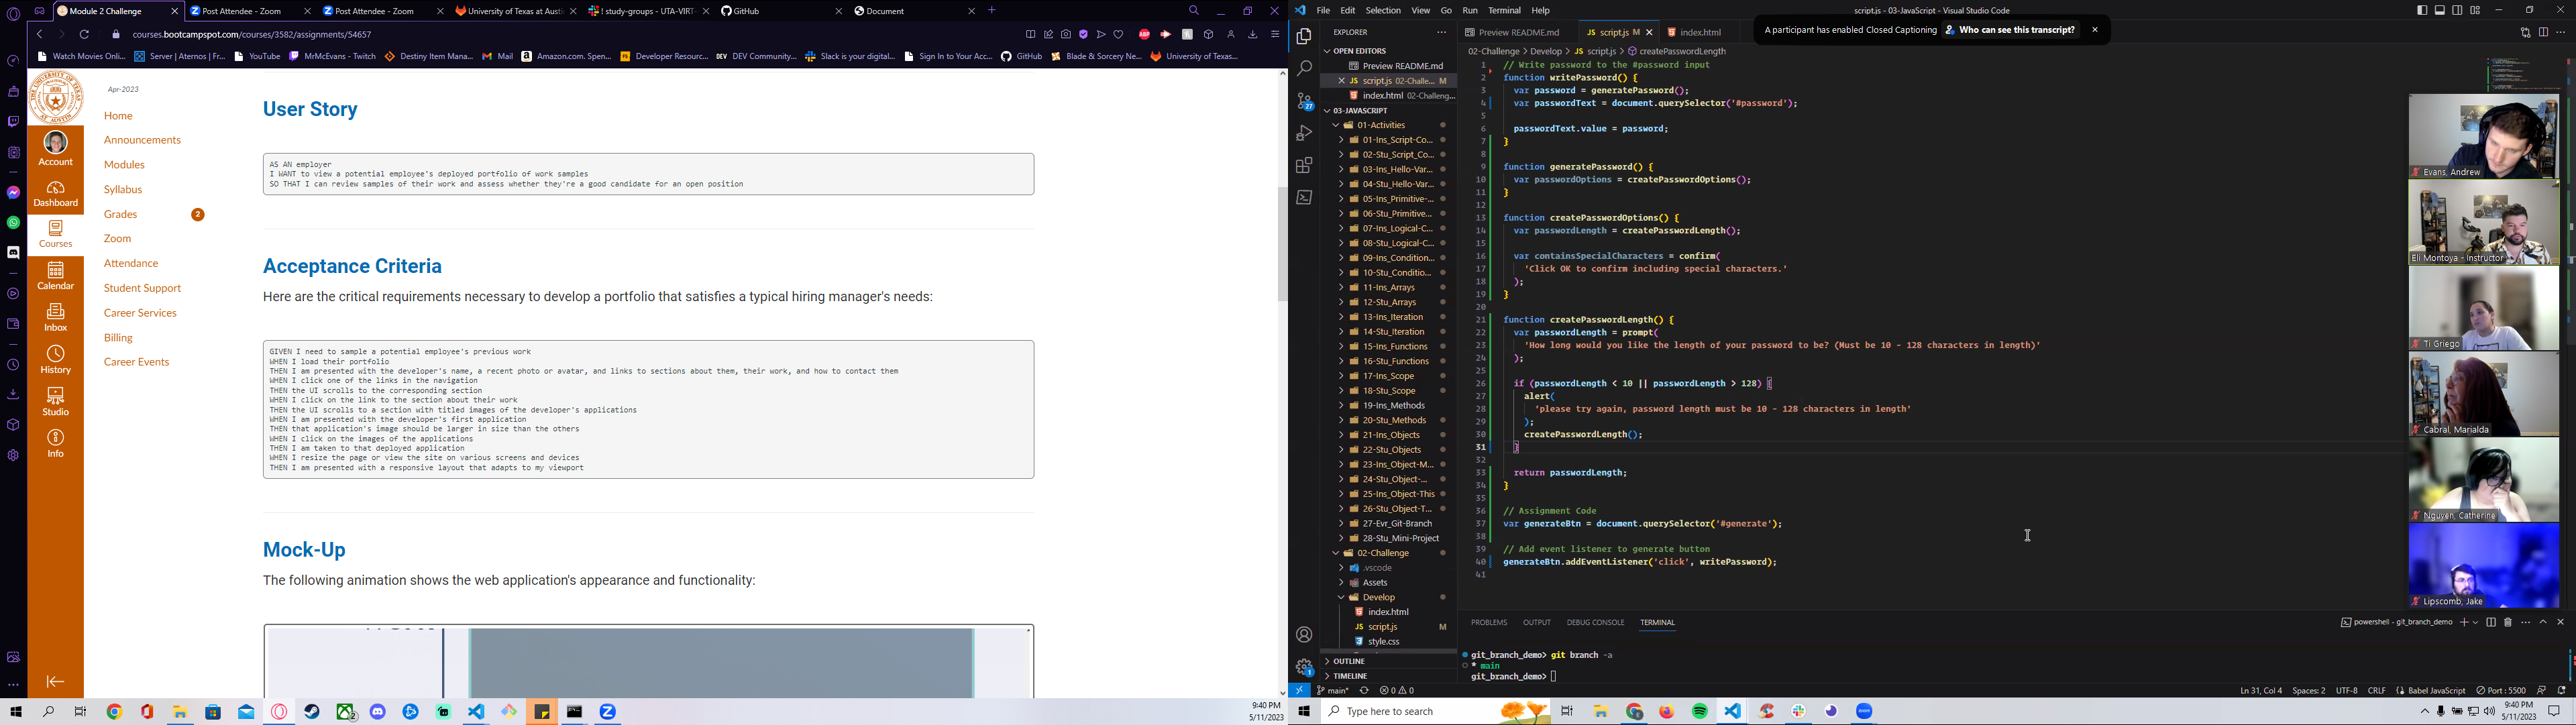 Module 2 Challenge
Post Attendee - Zoom
Post Attendee - Zoom
University of Texas at Austi
! study-groups - UTA-VIRT-
GitHub
Document
courses.bootcampspot.com/courses/3582/assignments/54657
Watch Movies Onli...
Server | Aternos | Fr...
YouTube
MrMcEvans - Twitch
Destiny Item Mana...
Mail
Amazon.com. Spen...
Developer Resourc...
DEV Community...
Slack is your digital...
Sign In to Your Acc...
GitHub
Blade & Sorcery Ne...
University of Texas...
Account
Dashboard
Courses
Calendar
Inbox
History
Studio
Info
Apr-2023
Home
Announcements
Modules
Syllabus
Grades
2
Zoom
Attendance
Student Support
Career Services
Billing
Career Events
User Story
AS AN employer
I WANT to view a potential employee's deployed portfolio of work samples
SO THAT I can review samples of their work and assess whether they're a good candidate for an open position
Acceptance Criteria
Here are the critical requirements necessary to develop a portfolio that satisfies a typical hiring manager's needs:
GIVEN I need to sample a potential employee's previous work
WHEN I load their portfolio
THEN I am presented with the developer's name, a recent photo or avatar, and links to sections about them, their work, and how to contact them
WHEN I click one of the links in the navigation
THEN the UI scrolls to the corresponding section
WHEN I click on the link to the section about their work
THEN the UI scrolls to a section with titled images of the developer's applications
WHEN I am presented with the developer's first application
THEN that application's image should be larger in size than the others
WHEN I click on the images of the applications
THEN I am taken to that deployed application
WHEN I resize the page or view the site on various screens and devices
THEN I am presented with a responsive layout that adapts to my viewport
Mock-Up
The following animation shows the web application's appearance and functionality:
9:40 PM
5/11/2023
File Edit Selection View Go Run Terminal Help
script.js - 03-JavaScript - Visual Studio Code
A participant has enabled Closed Captioning
Who can see this transcript?
EXPLORER
OPEN EDITORS
Preview README.md
script.js 02-Challe... M
index.html 02-Challeng...
03-JAVASCRIPT
01-Activities
01-Ins_Script-Co...
02-Stu_Script_Co...
03-Ins_Hello-Var...
04-Stu_Hello-Var...
05-Ins_Primitive-...
06-Stu_Primitive...
07-Ins_Logical-C...
08-Stu_Logical-C...
09-Ins_Condition...
10-Stu_Conditio...
11-Ins_Arrays
12-Stu_Arrays
13-Ins_Iteration
14-Stu_Iteration
15-Ins_Functions
16-Stu_Functions
17-Ins_Scope
18-Stu_Scope
19-Ins_Methods
20-Stu_Methods
21-Ins_Objects
22-Stu_Objects
23-Ins_Object-M...
24-Stu_Object-...
25-Ins_Object-This
26-Stu_Object-T...
27-Evr_Git-Branch
28-Stu_Mini-Project
02-Challenge
.vscode
Assets
Develop
index.html
script.js M
style.css
OUTLINE
TIMELINE
Preview README.md
script.js M
index.html
02-Challenge > Develop > script.js > createPasswordLength
1 // Write password to the #password input
2 function writePassword() {
3 var password = generatePassword();
4 var passwordText = document.querySelector('#password');
5
6 passwordText.value = password;
7 }
8
9 function generatePassword() {
10 var passwordOptions = createPasswordOptions();
11 }
12
13 function createPasswordOptions() {
14 var passwordLength = createPasswordLength();
15
16 var containsSpecialCharacters = confirm(
17 'Click OK to confirm including special characters.'
18 );
19 }
20
21 function createPasswordLength() {
22 var passwordLength = prompt(
23 'How long would you like the length of your password to be? (Must be 10 - 128 characters in length)'
24 );
25
26 if (passwordLength < 10 || passwordLength > 128) {
27 alert(
28 'please try again, password length must be 10 - 128 characters in length'
29 );
30 createPasswordLength();
31 }
32
33 return passwordLength;
34 }
35
36 // Assignment Code
37 var generateBtn = document.querySelector('#generate');
38
39 // Add event listener to generate button
40 generateBtn.addEventListener('click', writePassword);
41
PROBLEMS OUTPUT DEBUG CONSOLE TERMINAL
powershell - git_branch_demo
git_branch_demo> git branch -a
* main
git_branch_demo>
main*
0 0
Ln 31, Col 4 Spaces: 2 UTF-8 CRLF Babel JavaScript Port : 5500
Evans, Andrew
Eli Montoya - Instructor
Ti Griego
Cabral, Marialda
Nguyen, Catherine
Lipscomb, Jake
Type here to search
9:40 PM
5/11/2023